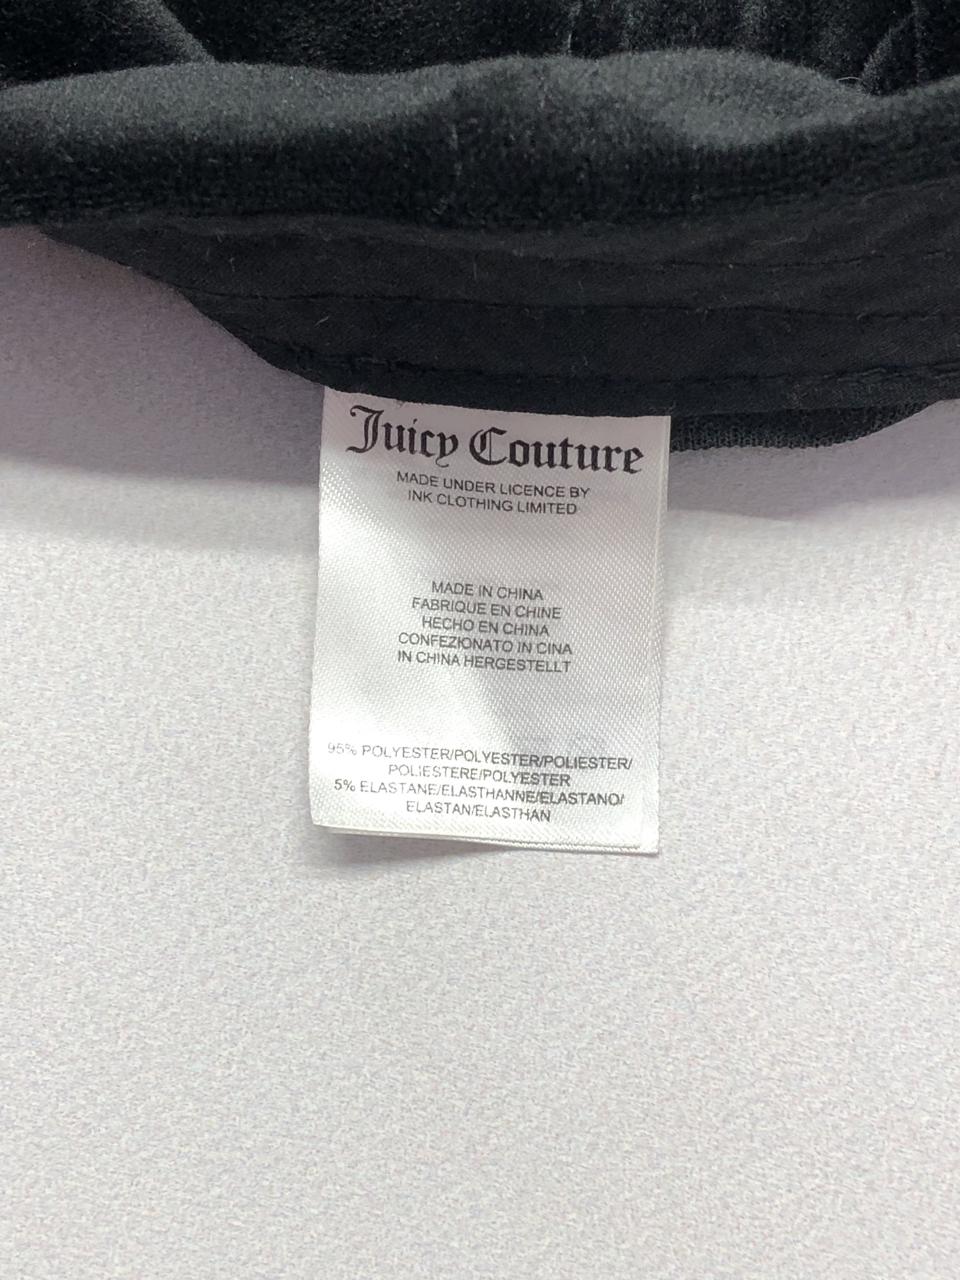 Juicy Couture
MADE UNDER LICENCE BY
INK CLOTHING LIMITED
MADE IN CHINA
FABRIQUE EN CHINE
HECHO EN CHINA
CONFEZIONATO IN CINA
IN CHINA HERGESTELLT
95% POLYESTER/POLYESTER/POLIESTER/
POLIESTERE/POLYESTER
5% ELASTANE/ELASTHANNE/ELASTANO/
ELASTAN/ELASTHAN